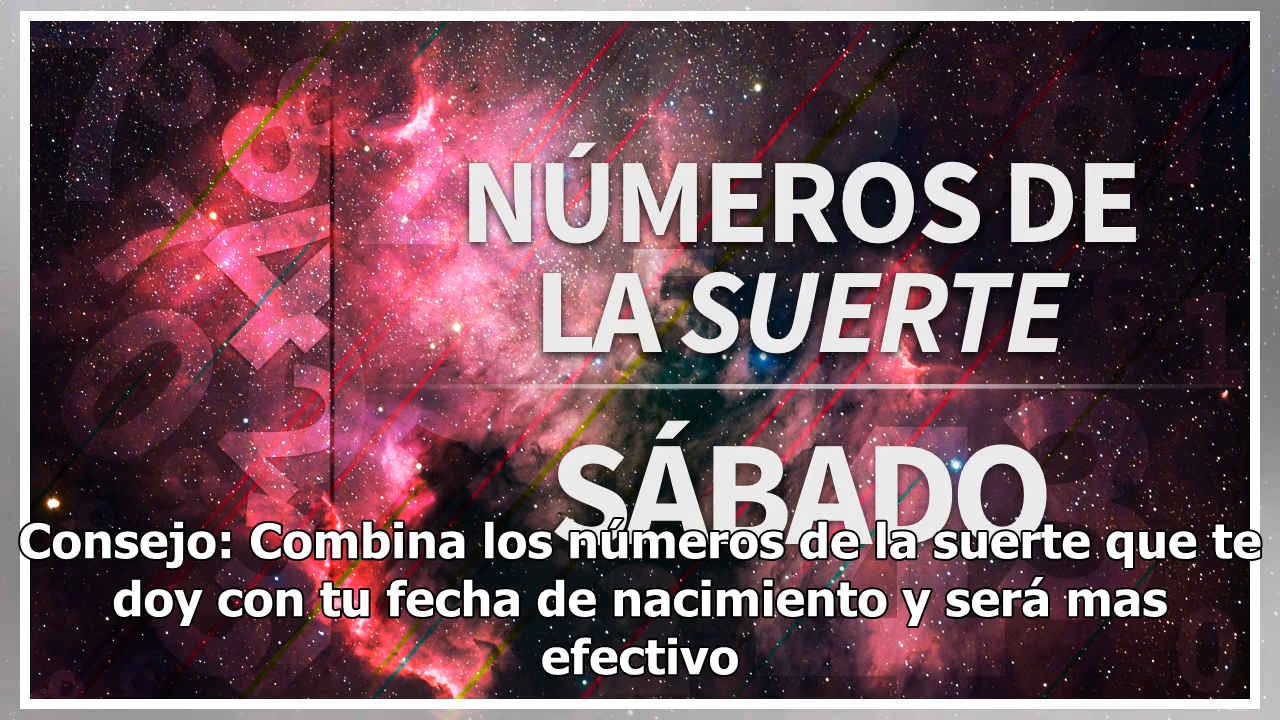 NÚMEROS DE
LA SUERTE
SÁBADO
Consejo: Combina los números de la suerte que te
doy con tu fecha de nacimiento y será mas
efectivo